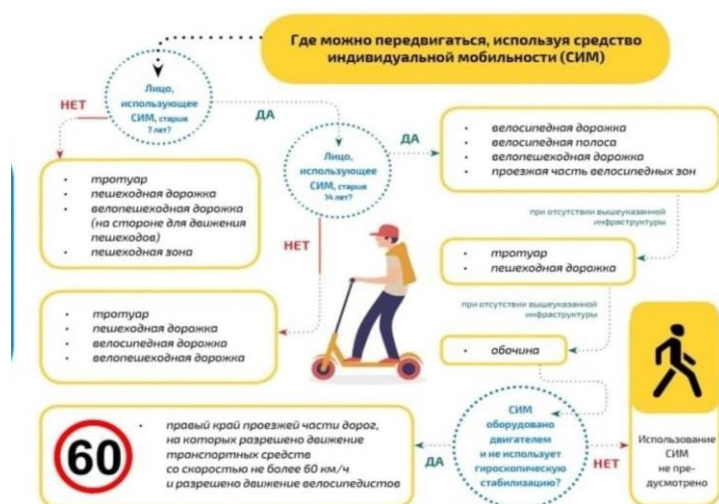 Где можно передвигаться, используя средство
индивидуальной мобильности (СИМ)
Лицо,
использующее
СИМ, старше
7 лет?
НЕТ
ДА
тротуар
пешеходная дорожка
велопешеходная дорожка
(на стороне для движения
пешеходов)
пешеходная зона
Лицо,
использующее
СИМ, старше
14 лет?
ДА
НЕТ
велосипедная дорожка
велосипедная полоса
велопешеходная дорожка
проезжая часть велосипедных зон
при отсутствии вышеуказанной
инфраструктуры
тротуар
пешеходная дорожка
при отсутствии вышеуказанной
инфраструктуры
обочина
тротуар
пешеходная дорожка
велосипедная дорожка
велопешеходная дорожка
СИМ
оборудовано
двигателем
и не использует
гироскопическую
стабилизацию?
ДА
НЕТ
60
правый край проезжей части дорог,
на которых разрешено движение
транспортных средств
со скоростью не более 60 км/ч
и разрешено движение велосипедистов
Использование
СИМ
не пре-
дусмотрено